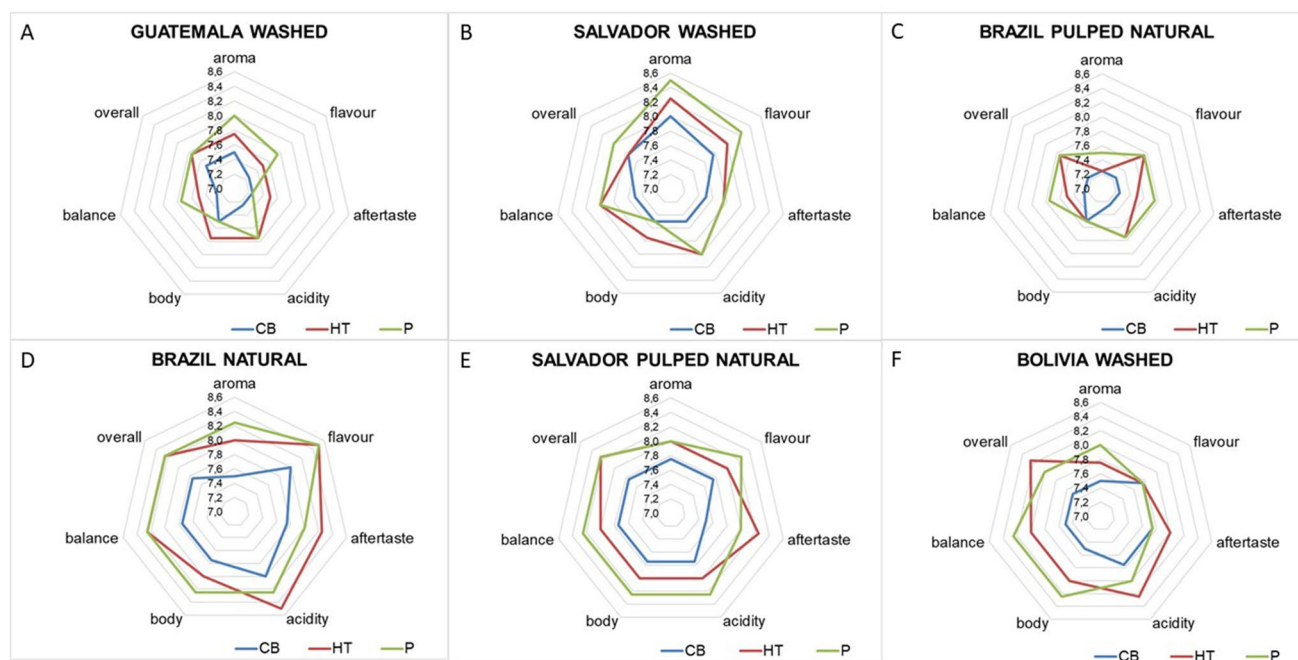 A
GUATEMALA WASHED
aroma
8,6
8,4
8,2
8,0
7,8
7,6
7,4
7,2
7,0
overall
flavour
balance
aftertaste
body
acidity
CB
HT
P
B
SALVADOR WASHED
aroma
8,6
8,4
8,2
8,0
7,8
7,6
7,4
7,2
7,0
overall
flavour
balance
aftertaste
body
acidity
CB
HT
P
C
BRAZIL PULPED NATURAL
aroma
8,6
8,4
8,2
8,0
7,8
7,6
7,4
7,2
7,0
overall
flavour
balance
aftertaste
body
acidity
CB
HT
P
D
BRAZIL NATURAL
aroma
8,6
8,4
8,2
8,0
7,8
7,6
7,4
7,2
7,0
overall
flavour
balance
aftertaste
body
acidity
CB
HT
P
E
SALVADOR PULPED NATURAL
aroma
8,6
8,4
8,2
8,0
7,8
7,6
7,4
7,2
7,0
overall
flavour
balance
aftertaste
body
acidity
CB
HT
P
F
BOLIVIA WASHED
aroma
8,6
8,4
8,2
8,0
7,8
7,6
7,4
7,2
7,0
overall
flavour
balance
aftertaste
body
acidity
CB
HT
P